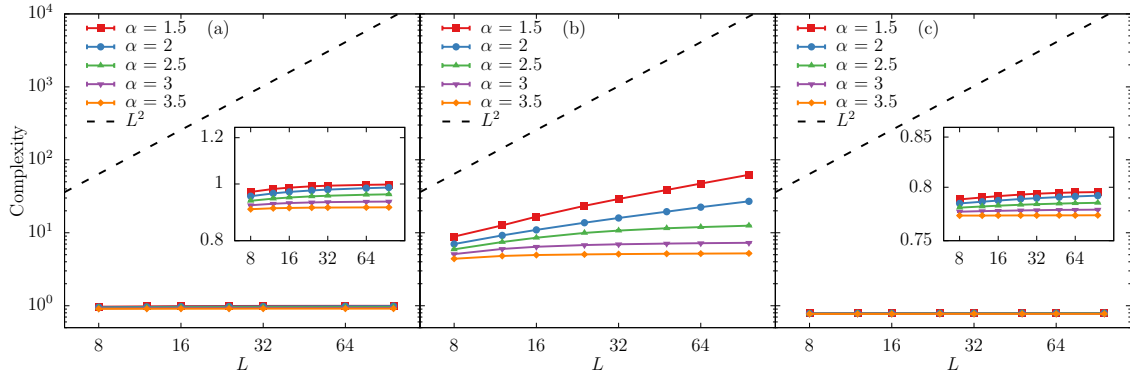 10^4
10^3
10^2
10^1
10^0
Complexity
α = 1.5
α = 2
α = 2.5
α = 3
α = 3.5
L^2
(a)
1.2
1
0.8
8 16 32 64
8 16 32 64
L
α = 1.5
α = 2
α = 2.5
α = 3
α = 3.5
L^2
(b)
8 16 32 64
L
α = 1.5
α = 2
α = 2.5
α = 3
α = 3.5
L^2
(c)
0.85
0.8
0.75
8 16 32 64
8 16 32 64
L